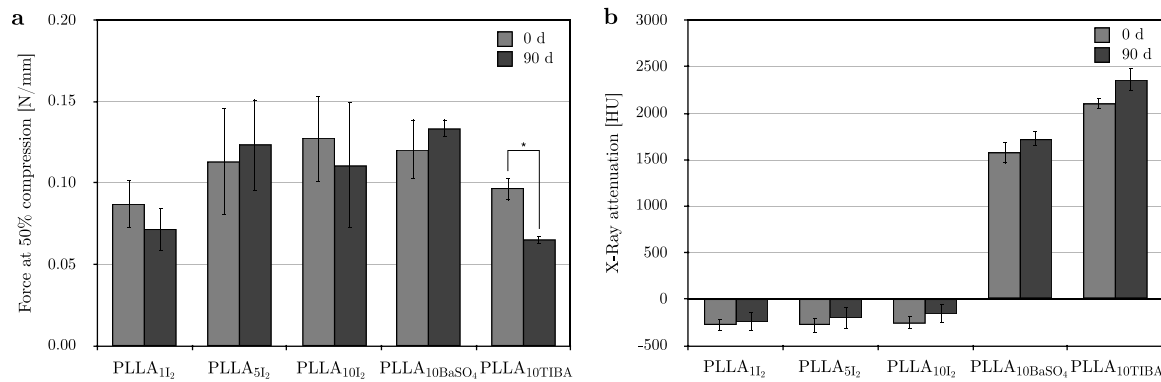 a
Force at 50% compression [N/mm]
0.20
0.15
0.10
0.05
0.00
0 d
90 d
*
PLLA1I2 PLLA5I2 PLLA10I2 PLLA10BaSO4 PLLA10TIBA
b
X-Ray attenuation [HU]
3000
2500
2000
1500
1000
500
0
-500
0 d
90 d
PLLA1I2 PLLA5I2 PLLA10I2 PLLA10BaSO4 PLLA10TIBA